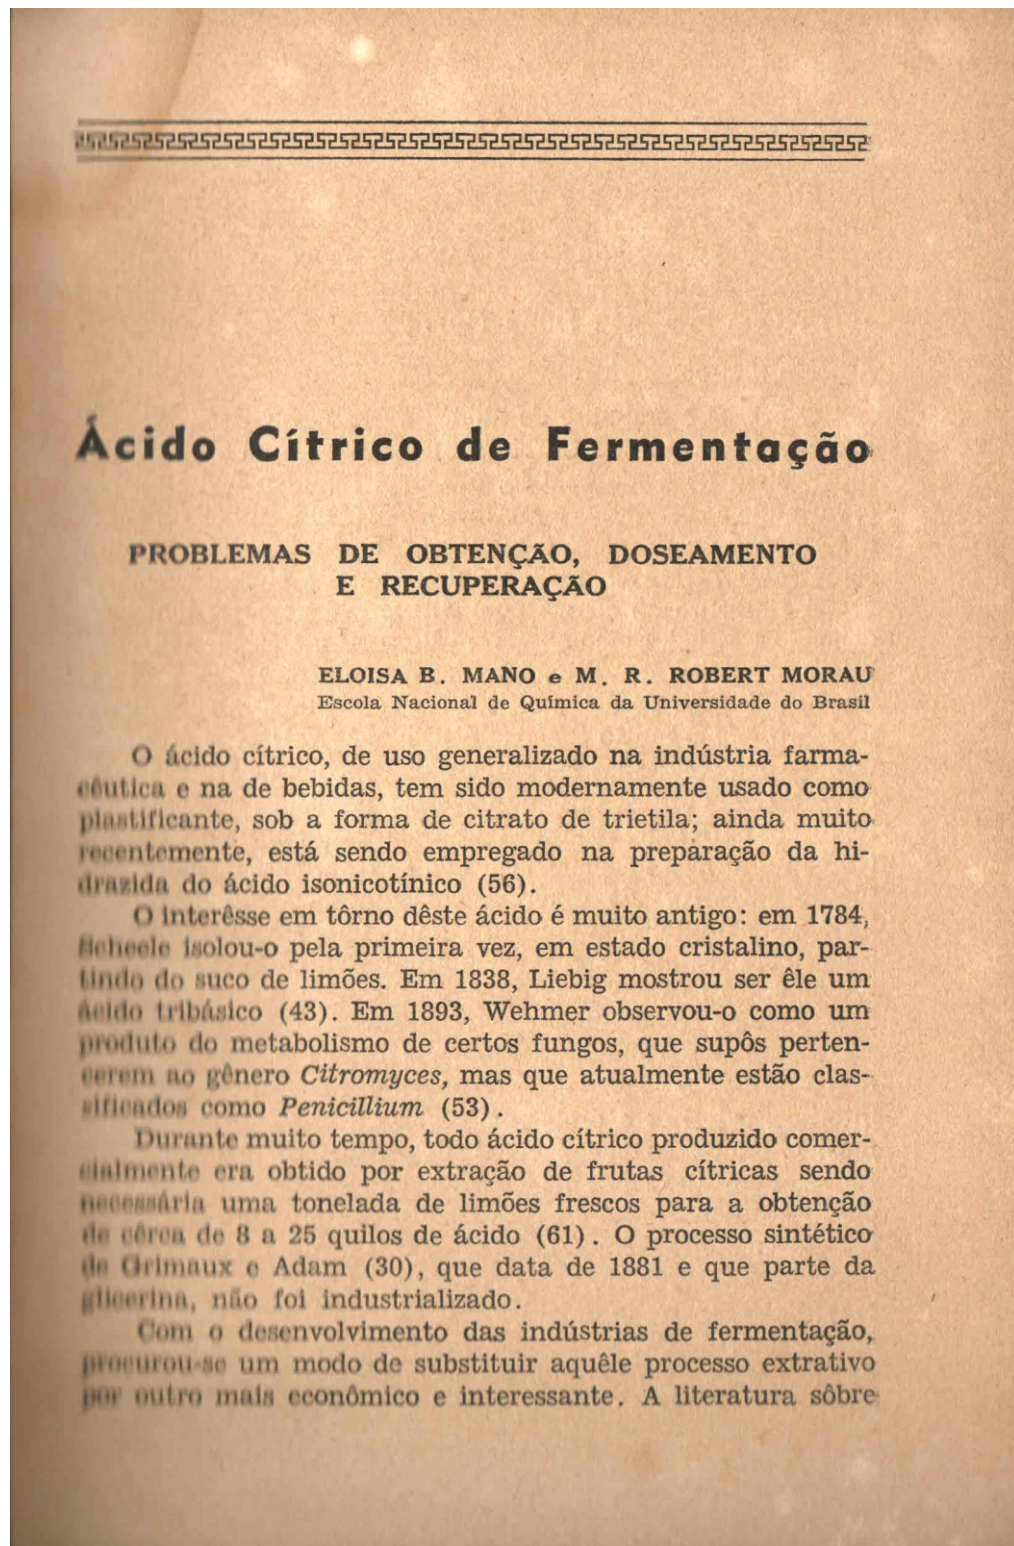 Ácido Cítrico de Fermentação
PROBLEMAS DE OBTENÇÃO, DOSEAMENTO
E RECUPERAÇÃO
ELOISA B. MANO e M. R. ROBERT MORAU
Escola Nacional de Química da Universidade do Brasil
O ácido cítrico, de uso generalizado na indústria farma-
cêutica e na de bebidas, tem sido modernamente usado como
plastificante, sob a forma de citrato de trietila; ainda muito
recentemente, está sendo empregado na preparação da hi-
drazida do ácido isonicotínico (56).
O interêsse em tôrno dêste ácido é muito antigo: em 1784,
Scheele isolou-o pela primeira vez, em estado cristalino, par-
tindo do suco de limões. Em 1838, Liebig mostrou ser êle um
ácido tribásico (43). Em 1893, Wehmer observou-o como um
produto do metabolismo de certos fungos, que supôs perten-
cerem ao gênero Citromyces, mas que atualmente estão clas-
sificados como Penicillium (53).
Durante muito tempo, todo ácido cítrico produzido comer-
cialmente era obtido por extração de frutas cítricas sendo
necessária uma tonelada de limões frescos para a obtenção
de cêrca de 8 a 25 quilos de ácido (61). O processo sintético
de Grimaux e Adam (30), que data de 1881 e que parte da
glicerina, não foi industrializado.
Com o desenvolvimento das indústrias de fermentação,
procurou-se um modo de substituir aquêle processo extrativo
por outro mais econômico e interessante. A literatura sôbre